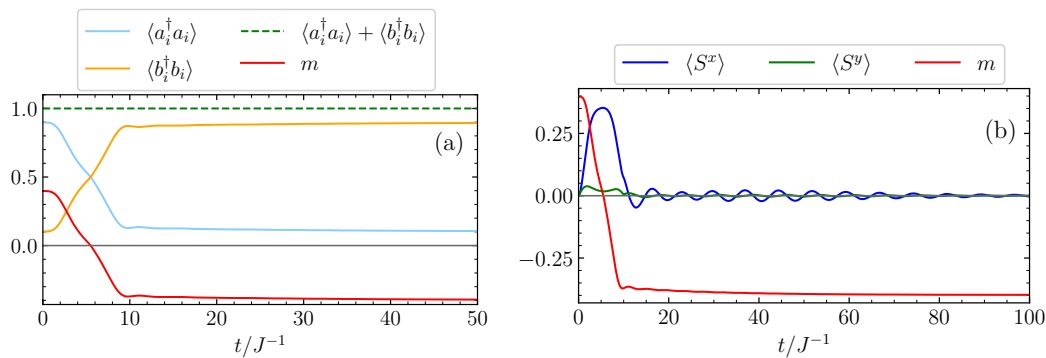 ⟨a_i^†a_i⟩
⟨a_i^†a_i⟩ + ⟨b_i^†b_i⟩
⟨b_i^†b_i⟩
m
1.0
0.5
0.0
(a)
0 10 20 30 40 50
t/J^{-1}
⟨S^x⟩ ⟨S^y⟩ m
0.25
0.00
−0.25
(b)
0 20 40 60 80 100
t/J^{-1}